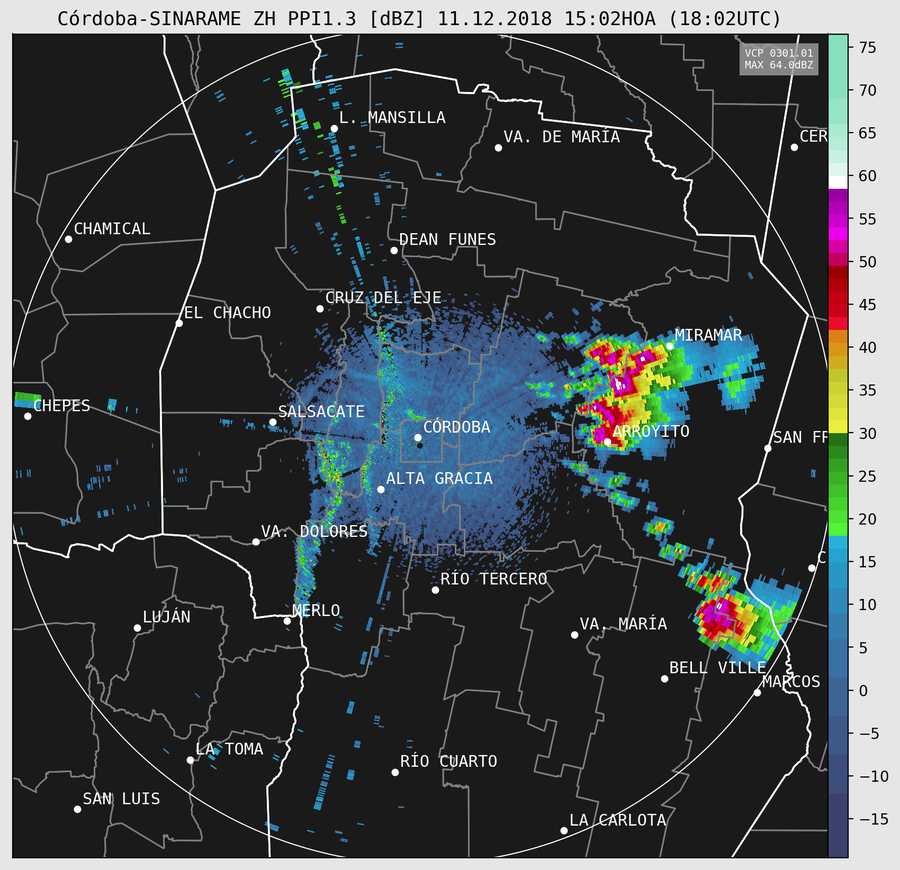 Córdoba-SINARAME ZH PPI1.3 [dBZ] 11.12.2018 15:02HOA (18:02UTC)
VCP 0301.01
MAX 64.0dBZ
75
70
65
60
55
50
45
40
35
30
25
20
15
10
5
0
−5
−10
−15
L. MANSILLA
VA. DE MARÍA
CER
CHAMICAL
DEAN FUNES
CRUZ DEL EJE
EL CHACHO
MIRAMAR
CHEPES
SALSACATE
CÓRDOBA
ARROYITO
SAN FR
ALTA GRACIA
VA. DOLORES
C
RÍO TERCERO
MERLO
LUJÁN
VA. MARÍA
BELL VILLE
MARCOS
LA TOMA
RÍO CUARTO
SAN LUIS
LA CARLOTA